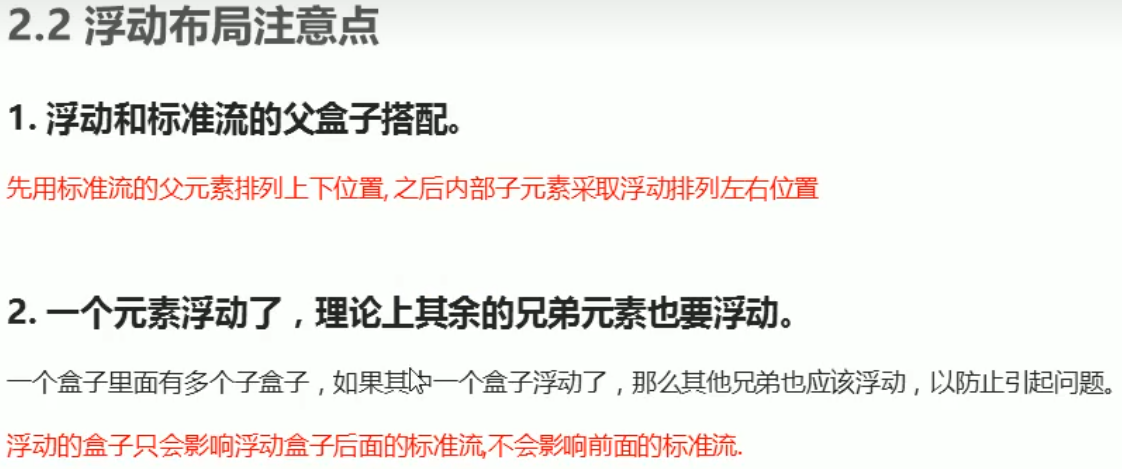 2.2 浮动布局注意点
1. 浮动和标准流的父盒子搭配。
先用标准流的父元素排列上下位置, 之后内部子元素采取浮动排列左右位置
2. 一个元素浮动了，理论上其余的兄弟元素也要浮动。
一个盒子里面有多个子盒子，如果其中一个盒子浮动了，那么其他兄弟也应该浮动，以防止引起问题。
浮动的盒子只会影响浮动盒子后面的标准流,不会影响前面的标准流.